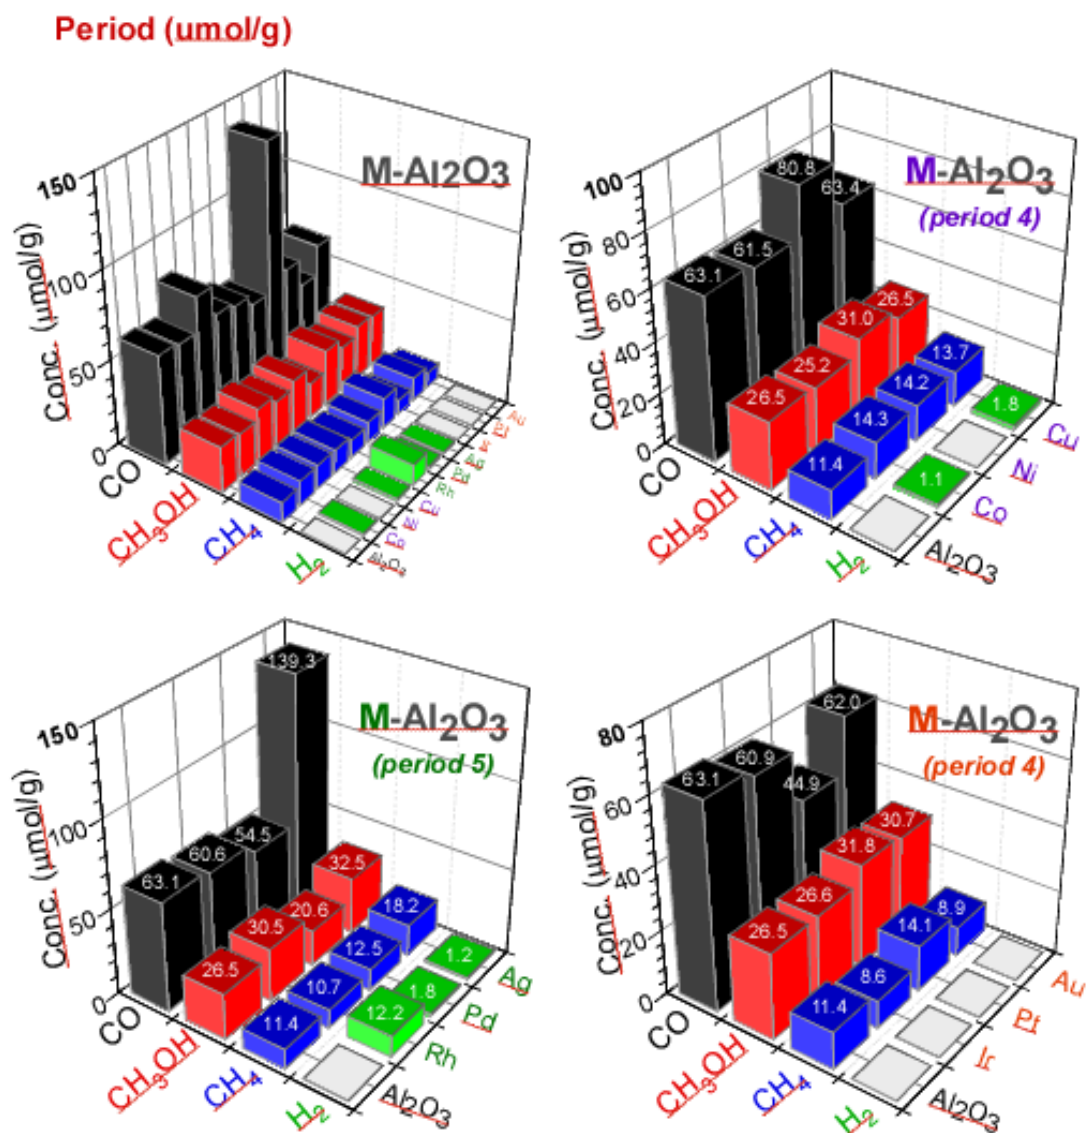 Period (umol/g)
M-Al2O3
150
100
50
0
Conc. (μmol/g)
CO
CH3OH
CH4
H2
Au
Pt
Ir
Ag
Pd
Rh
Cu
Ni
Co
Al2O3
M-Al2O3
(period 4)
100
80
60
40
20
0
Conc. (μmol/g)
63.1
61.5
80.8
63.4
26.5
25.2
31.0
26.5
11.4
14.3
14.2
13.7
1.1
1.8
CO
CH3OH
CH4
H2
Cu
Ni
Co
Al2O3
M-Al2O3
(period 5)
150
100
50
0
Conc. (μmol/g)
63.1
60.6
54.5
139.3
26.5
30.5
20.6
32.5
11.4
10.7
12.5
18.2
12.2
1.8
1.2
CO
CH3OH
CH4
H2
Ag
Pd
Rh
Al2O3
M-Al2O3
(period 4)
80
60
40
20
0
Conc. (μmol/g)
63.1
60.9
44.9
62.0
26.5
26.6
31.8
30.7
11.4
8.6
14.1
8.9
CO
CH3OH
CH4
H2
Au
Pt
Ir
Al2O3